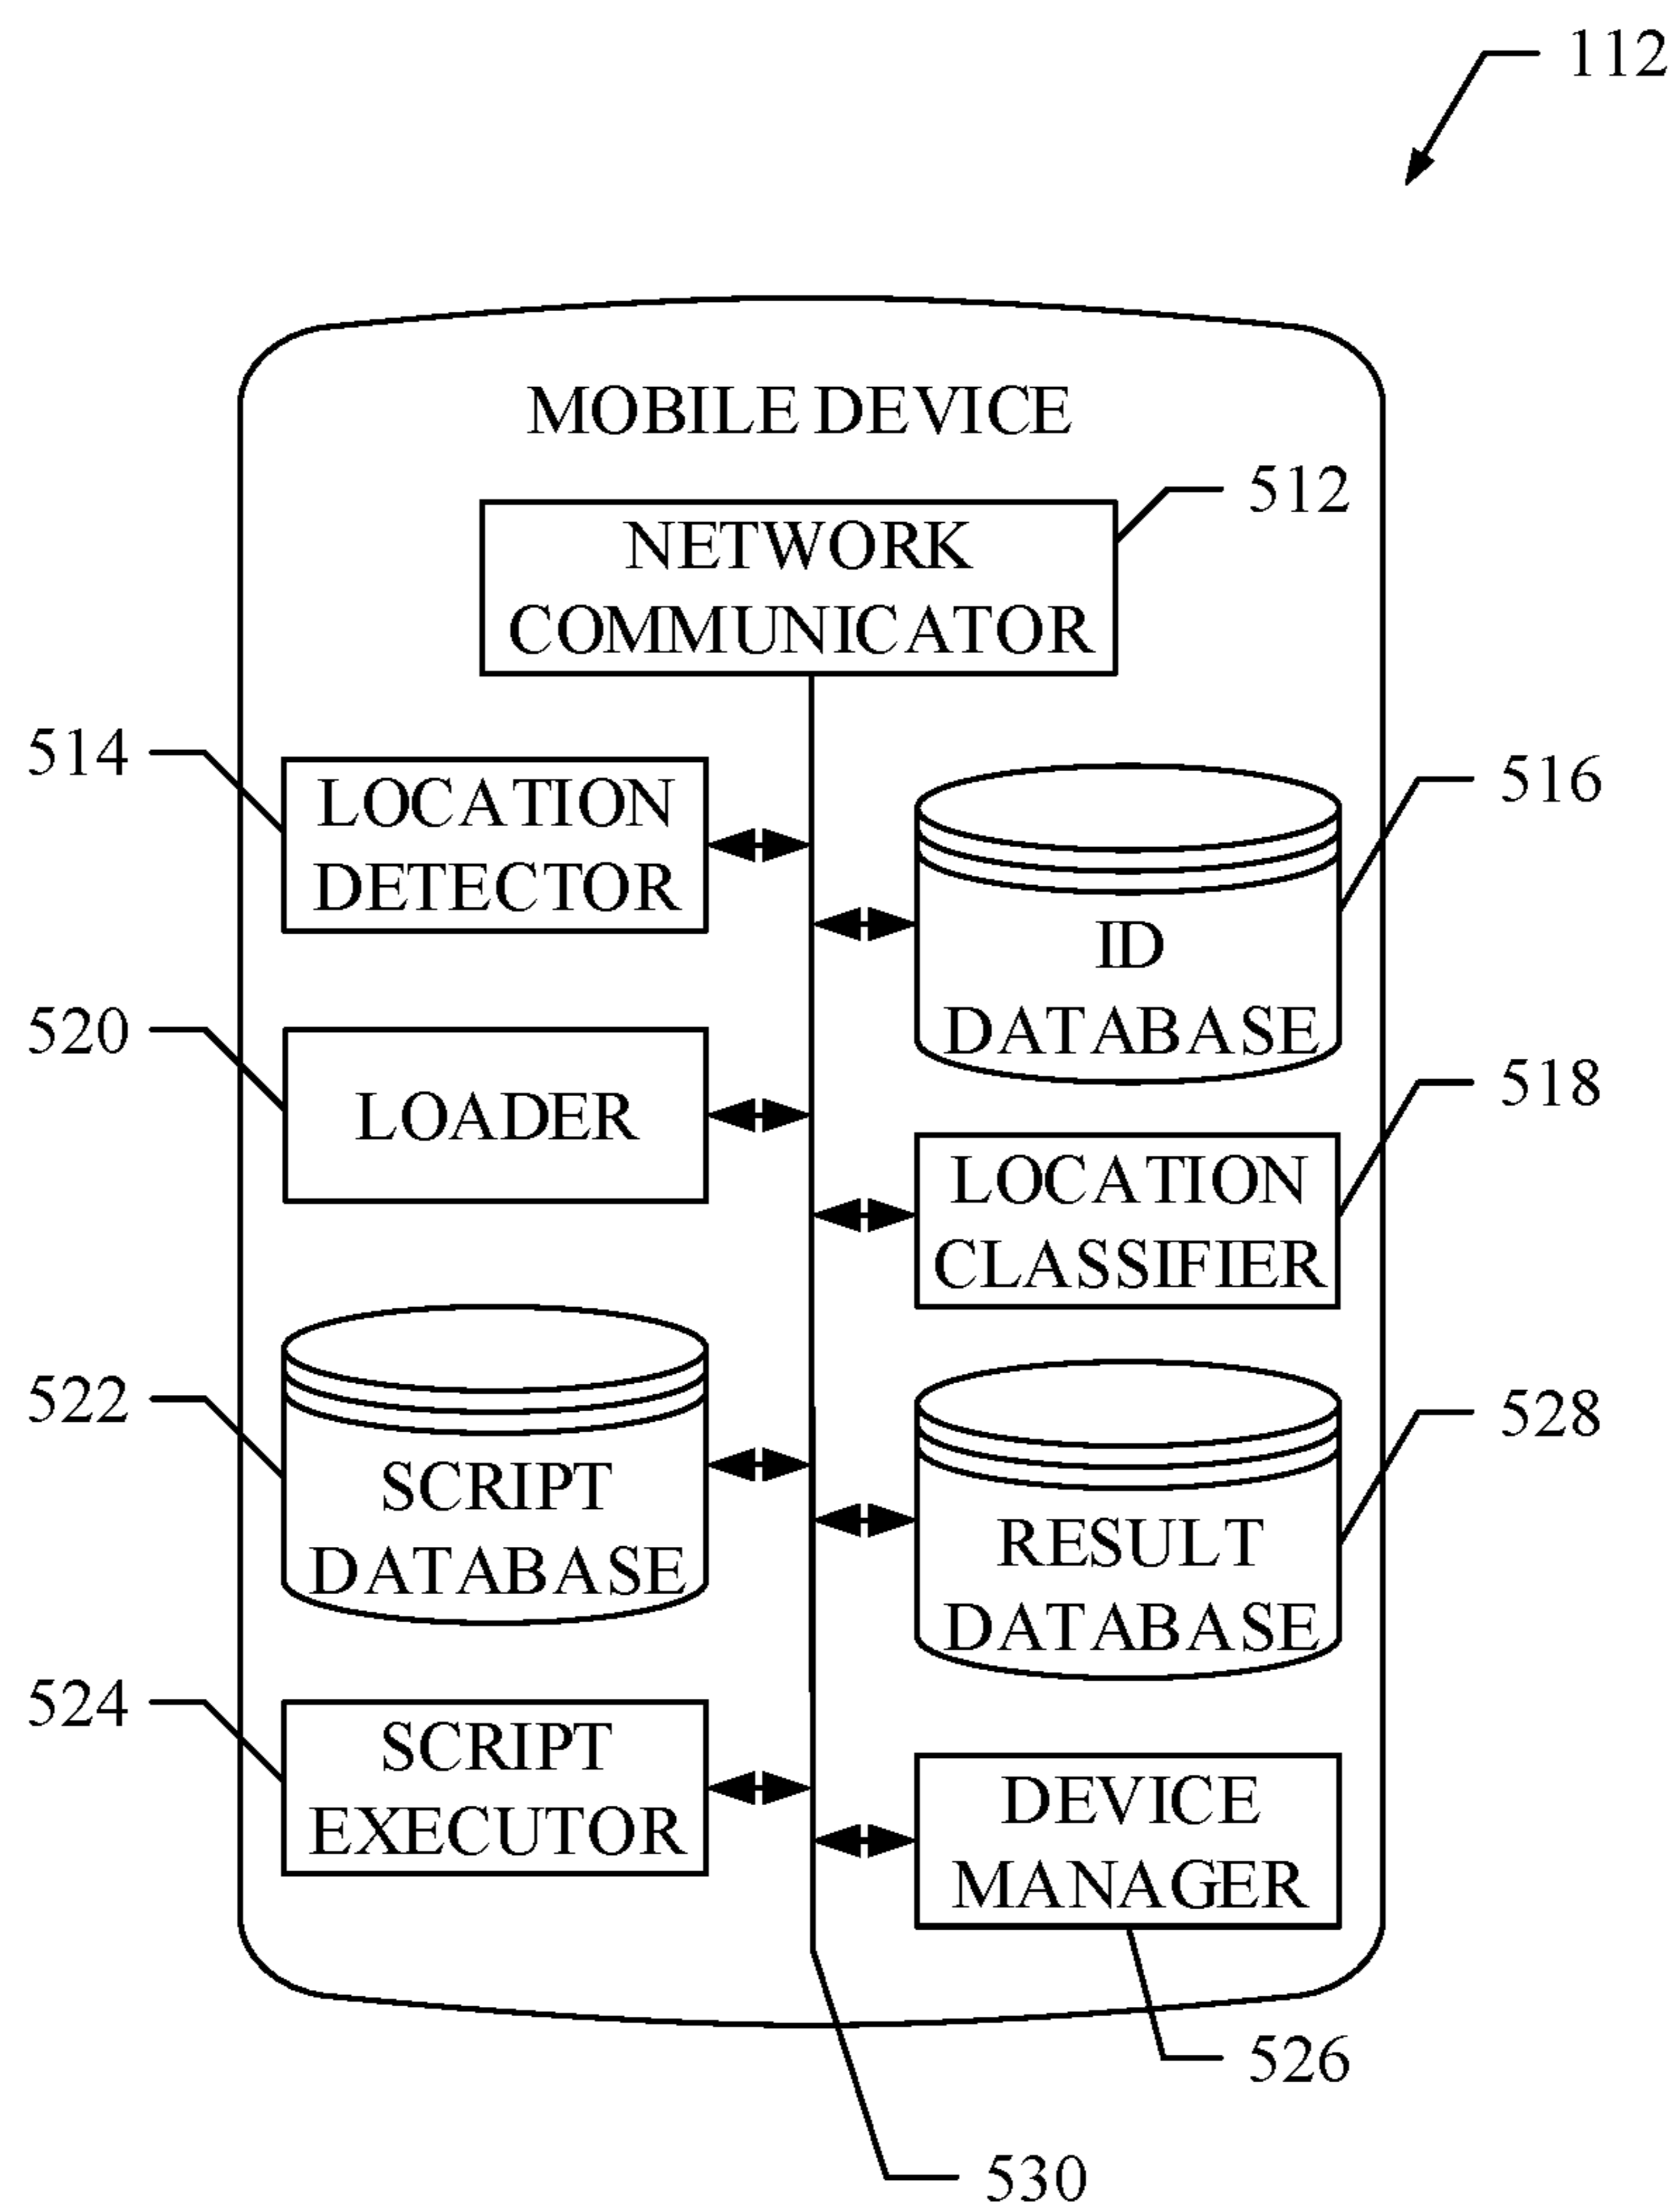 112
MOBILE DEVICE
512
NETWORK
COMMUNICATOR
514
LOCATION
DETECTOR
516
ID
DATABASE
520
LOADER
518
LOCATION
CLASSIFIER
522
SCRIPT
DATABASE
528
RESULT
DATABASE
524
SCRIPT
EXECUTOR
DEVICE
MANAGER
526
530